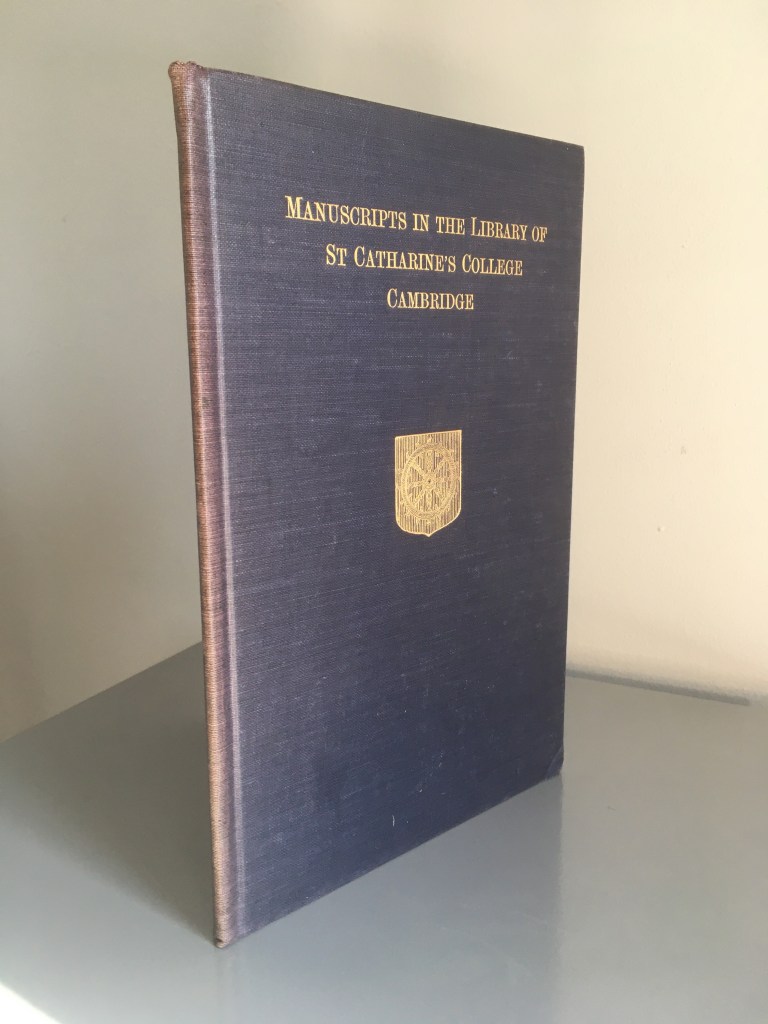 MANUSCRIPTS IN THE LIBRARY OF
ST CATHARINE'S COLLEGE
CAMBRIDGE